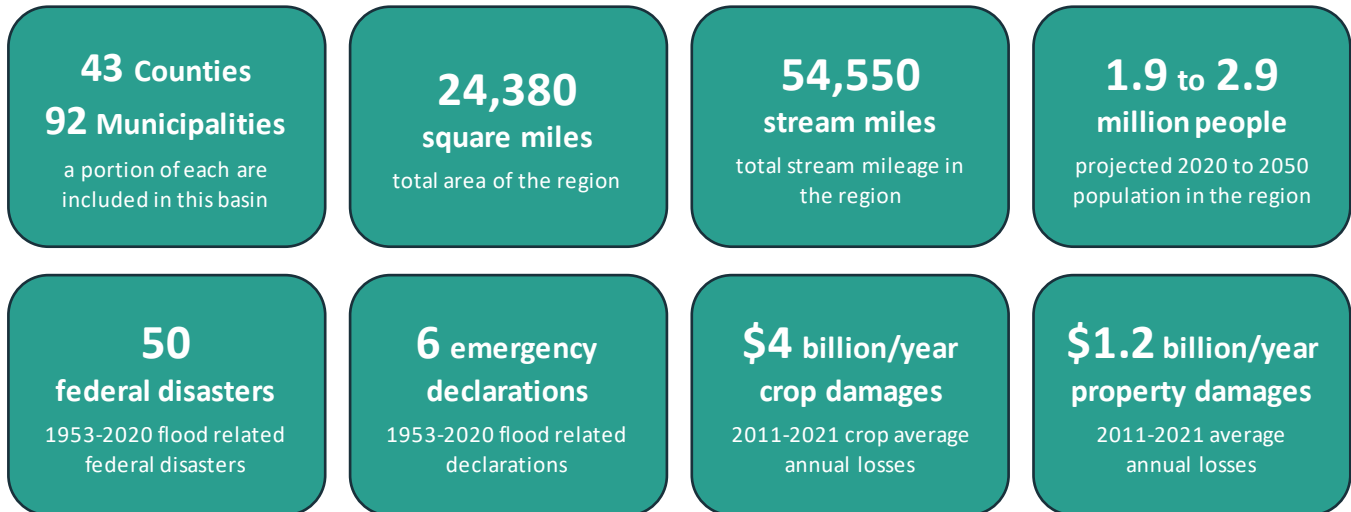 43 Counties
92 Municipalities
a portion of each are
included in this basin
24,380
square miles
total area of the region
54,550
stream miles
total stream mileage in
the region
1.9 to 2.9
million people
projected 2020 to 2050
population in the region
50
federal disasters
1953-2020 flood related
federal disasters
6 emergency
declarations
1953-2020 flood related
declarations
$4 billion/year
crop damages
2011-2021 crop average
annual losses
$1.2 billion/year
property damages
2011-2021 average
annual losses